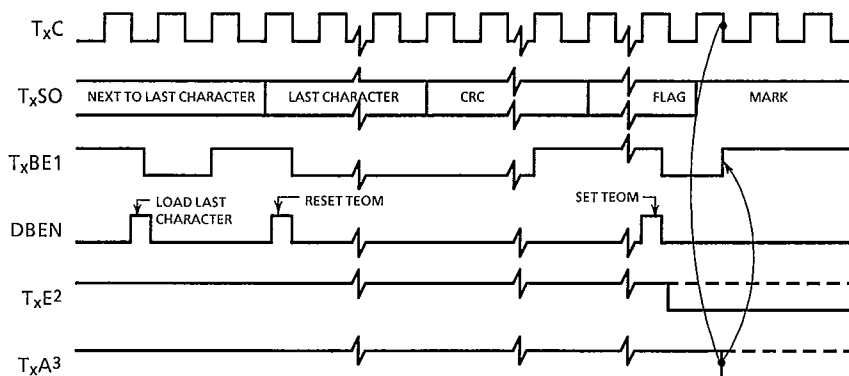 TxC
TxSO
NEXT TO LAST CHARACTER
LAST CHARACTER
CRC
FLAG
MARK
TxBE1
LOAD LAST
CHARACTER
RESET TEOM
SET TEOM
DBEN
TxE2
TxA3